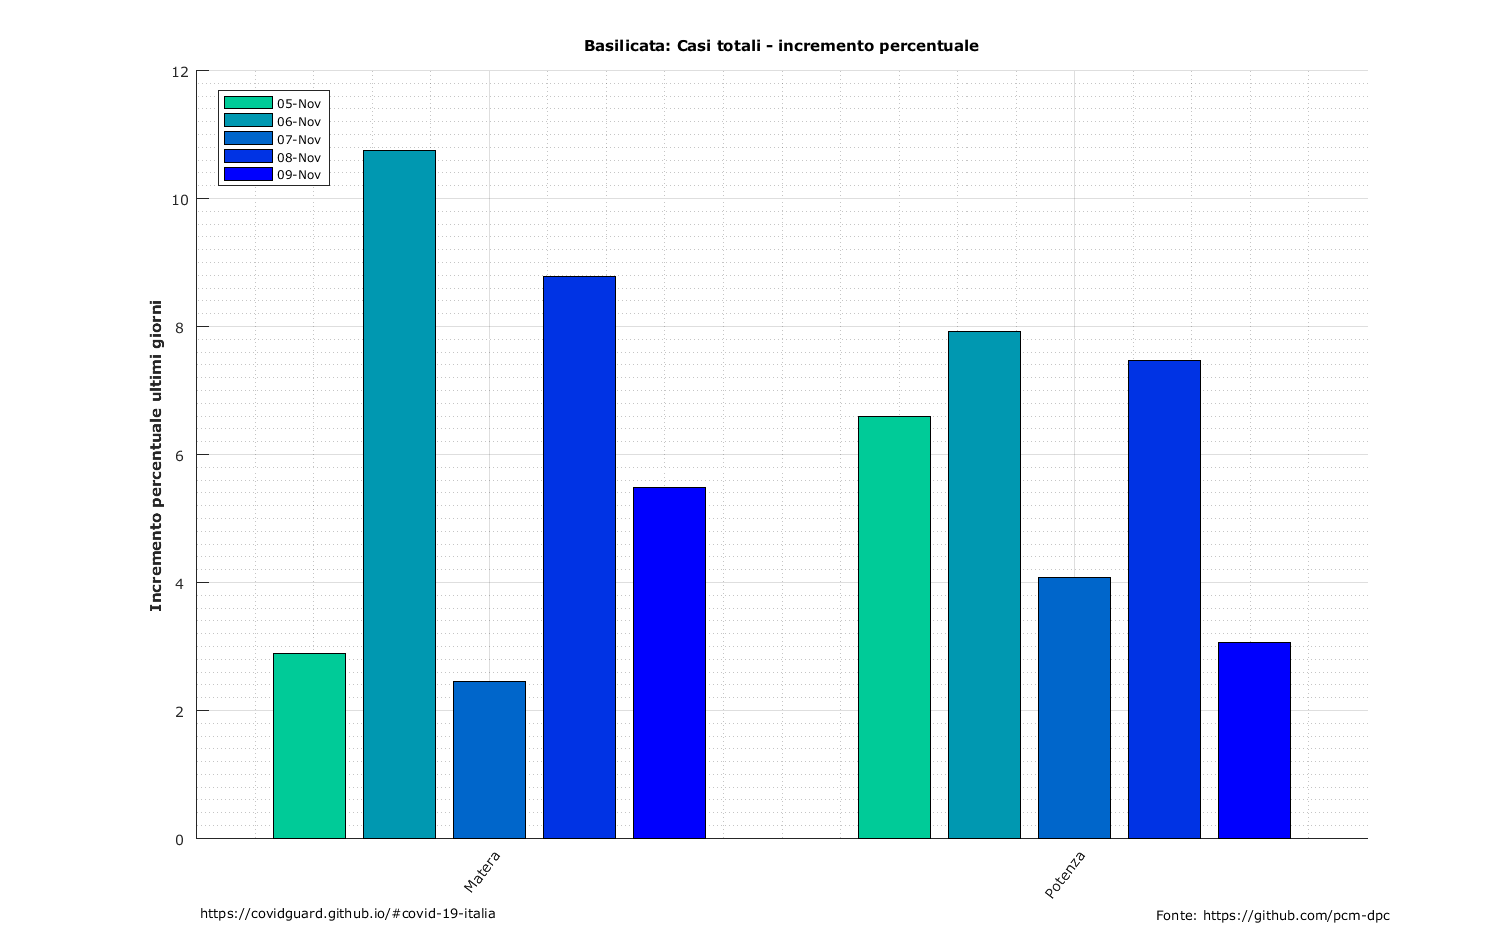 Basilicata: Casi totali - incremento percentuale
12
10
8
6
4
2
0
05-Nov
06-Nov
07-Nov
08-Nov
09-Nov
Incremento percentuale ultimi giorni
Matera
Potenza
https://covidguard.github.io/#covid-19-italia
Fonte: https://github.com/pcm-dpc